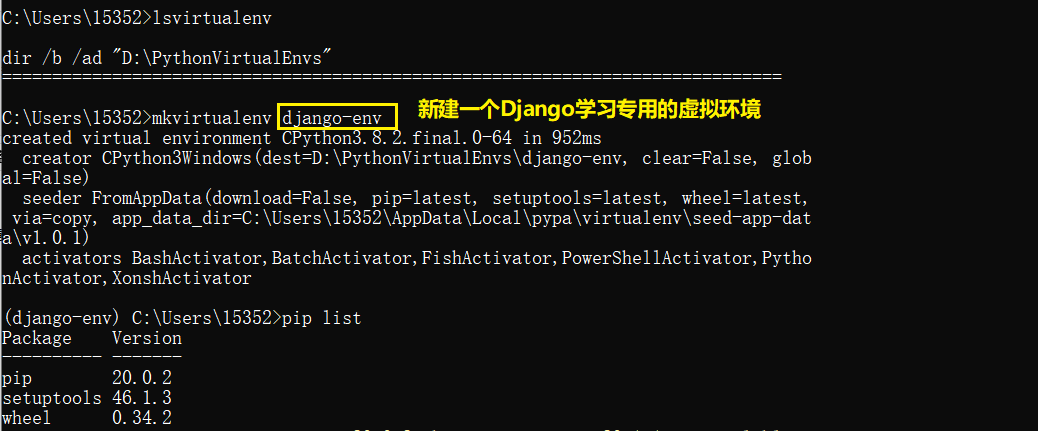 C:\Users\15352>lsvirtualenv
dir /b /ad "D:\PythonVirtualEnvs"
==============================================================================
C:\Users\15352>mkvirtualenv django-env 新建一个Django学习专用的虚拟环境
created virtual environment CPython3.8.2.final.0-64 in 952ms
  creator CPython3Windows(dest=D:\PythonVirtualEnvs\django-env, clear=False, glob
al=False)
  seeder FromAppData(download=False, pip=latest, setuptools=latest, wheel=latest,
 via=copy, app_data_dir=C:\Users\15352\AppData\Local\pypa\virtualenv\seed-app-dat
a\v1.0.1)
  activators BashActivator,BatchActivator,FishActivator,PowerShellActivator,Pytho
nActivator,XonshActivator
(django-env) C:\Users\15352>pip list
Package    Version
---------- -------
pip        20.0.2
setuptools 46.1.3
wheel      0.34.2